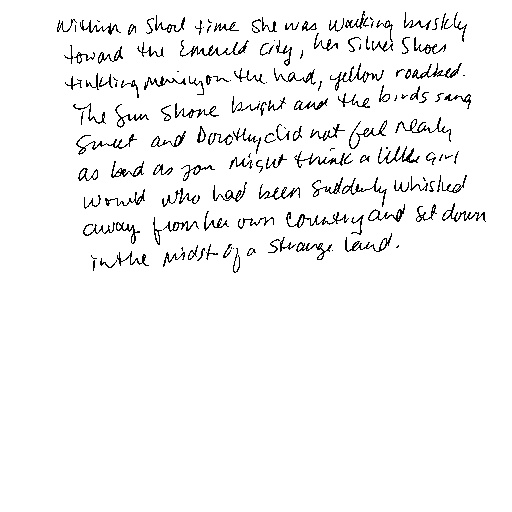 Within a short time she was walking briskly
toward the Emerald City, her Silver Shoes
tinkling merrily on the hard, yellow roadbed.
The sun shone bright and the birds sang
sweet and Dorothy did not feel nearly
as bad as you might think a little girl
would who had been suddenly whisked
away from her own country and set down
in the midst of a strange land.